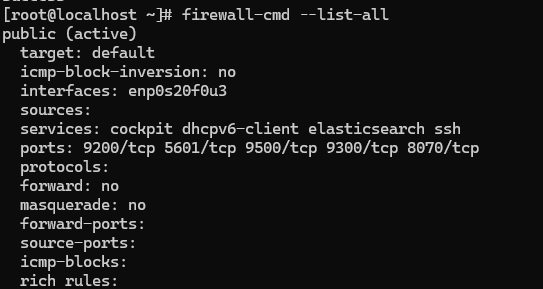 [root@localhost ~]# firewall-cmd --list-all
public (active)
  target: default
  icmp-block-inversion: no
  interfaces: enp0s20f0u3
  sources:
  services: cockpit dhcpv6-client elasticsearch ssh
  ports: 9200/tcp 5601/tcp 9500/tcp 9300/tcp 8070/tcp
  protocols:
  forward: no
  masquerade: no
  forward-ports:
  source-ports:
  icmp-blocks:
  rich rules: